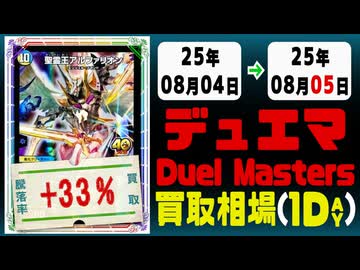 10 聖霊王アルファリオン
+33%
騰落率
買取
25年
08月04日
25年
08月05日
デュエマ
Duel Masters
買取相場(1D)